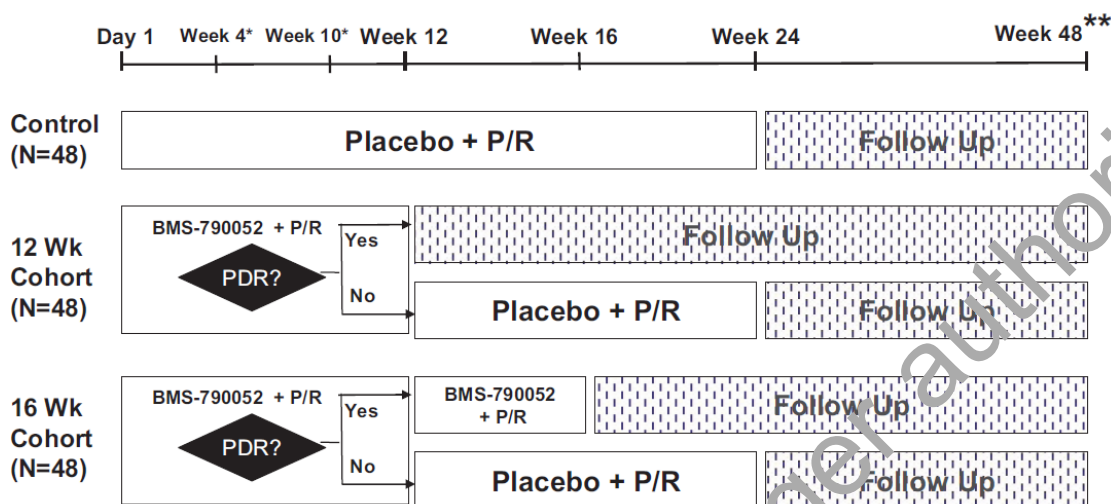 Day 1 Week 4* Week 10* Week 12 Week 16 Week 24 Week 48**
Control
(N=48)
Placebo + P/R
Follow Up
12 Wk
Cohort
(N=48)
BMS-790052 + P/R
PDR?
Yes
No
Follow Up
Placebo + P/R
Follow Up
16 Wk
Cohort
(N=48)
BMS-790052 + P/R
PDR?
Yes
No
BMS-790052
+ P/R
Follow Up
Placebo + P/R
Follow Up